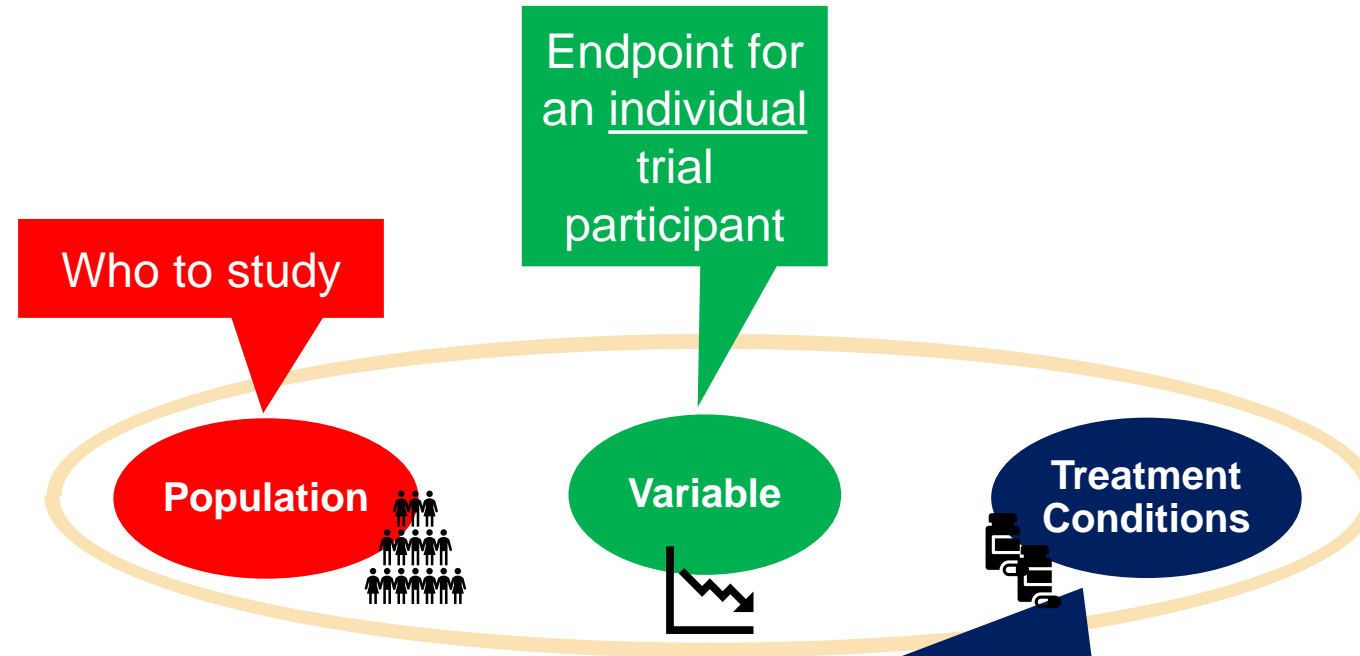 Endpoint for
an individual
trial
participant
Who to study
Population
Variable
Treatment
Conditions